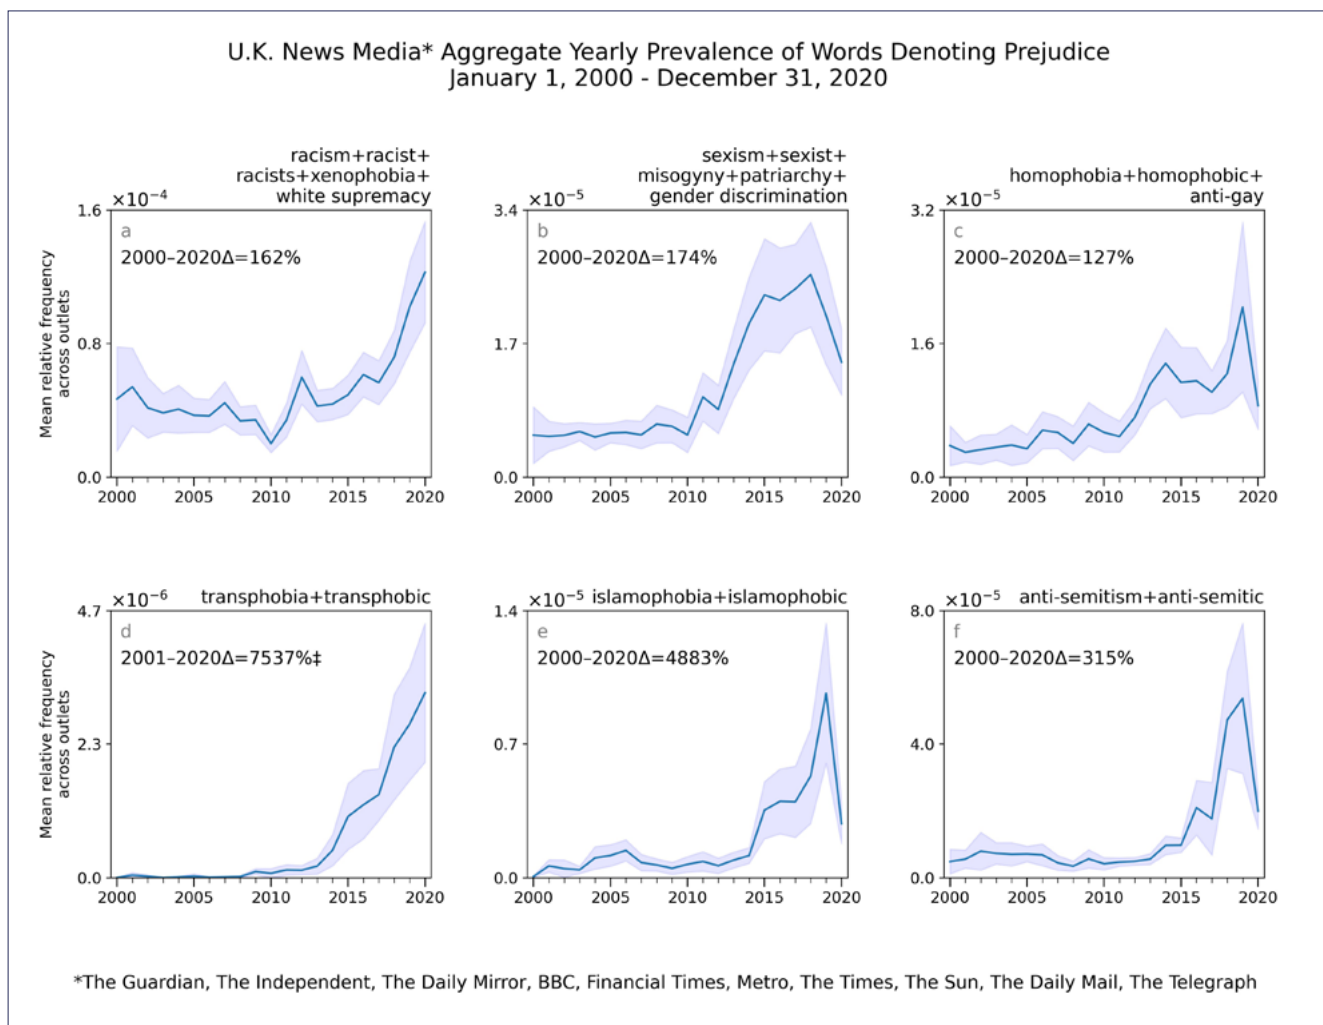 U.K. News Media* Aggregate Yearly Prevalence of Words Denoting Prejudice
January 1, 2000 - December 31, 2020
racism+racist+
racists+xenophobia+
white supremacy
×10⁻⁴
1.6
0.8
0.0
Mean relative frequency
across outlets
a
2000–2020Δ=162%
2000 2005 2010 2015 2020
sexism+sexist+
misogyny+patriarchy+
gender discrimination
×10⁻⁵
3.4
1.7
0.0
b
2000–2020Δ=174%
2000 2005 2010 2015 2020
homophobia+homophobic+
anti-gay
×10⁻⁵
3.2
1.6
0.0
c
2000–2020Δ=127%
2000 2005 2010 2015 2020
transphobia+transphobic
×10⁻⁶
4.7
2.3
0.0
Mean relative frequency
across outlets
d
2001–2020Δ=7537%‡
2000 2005 2010 2015 2020
islamophobia+islamophobic
×10⁻⁵
1.4
0.7
0.0
e
2000–2020Δ=4883%
2000 2005 2010 2015 2020
anti-semitism+anti-semitic
×10⁻⁵
8.0
4.0
0.0
f
2000–2020Δ=315%
2000 2005 2010 2015 2020
*The Guardian, The Independent, The Daily Mirror, BBC, Financial Times, Metro, The Times, The Sun, The Daily Mail, The Telegraph